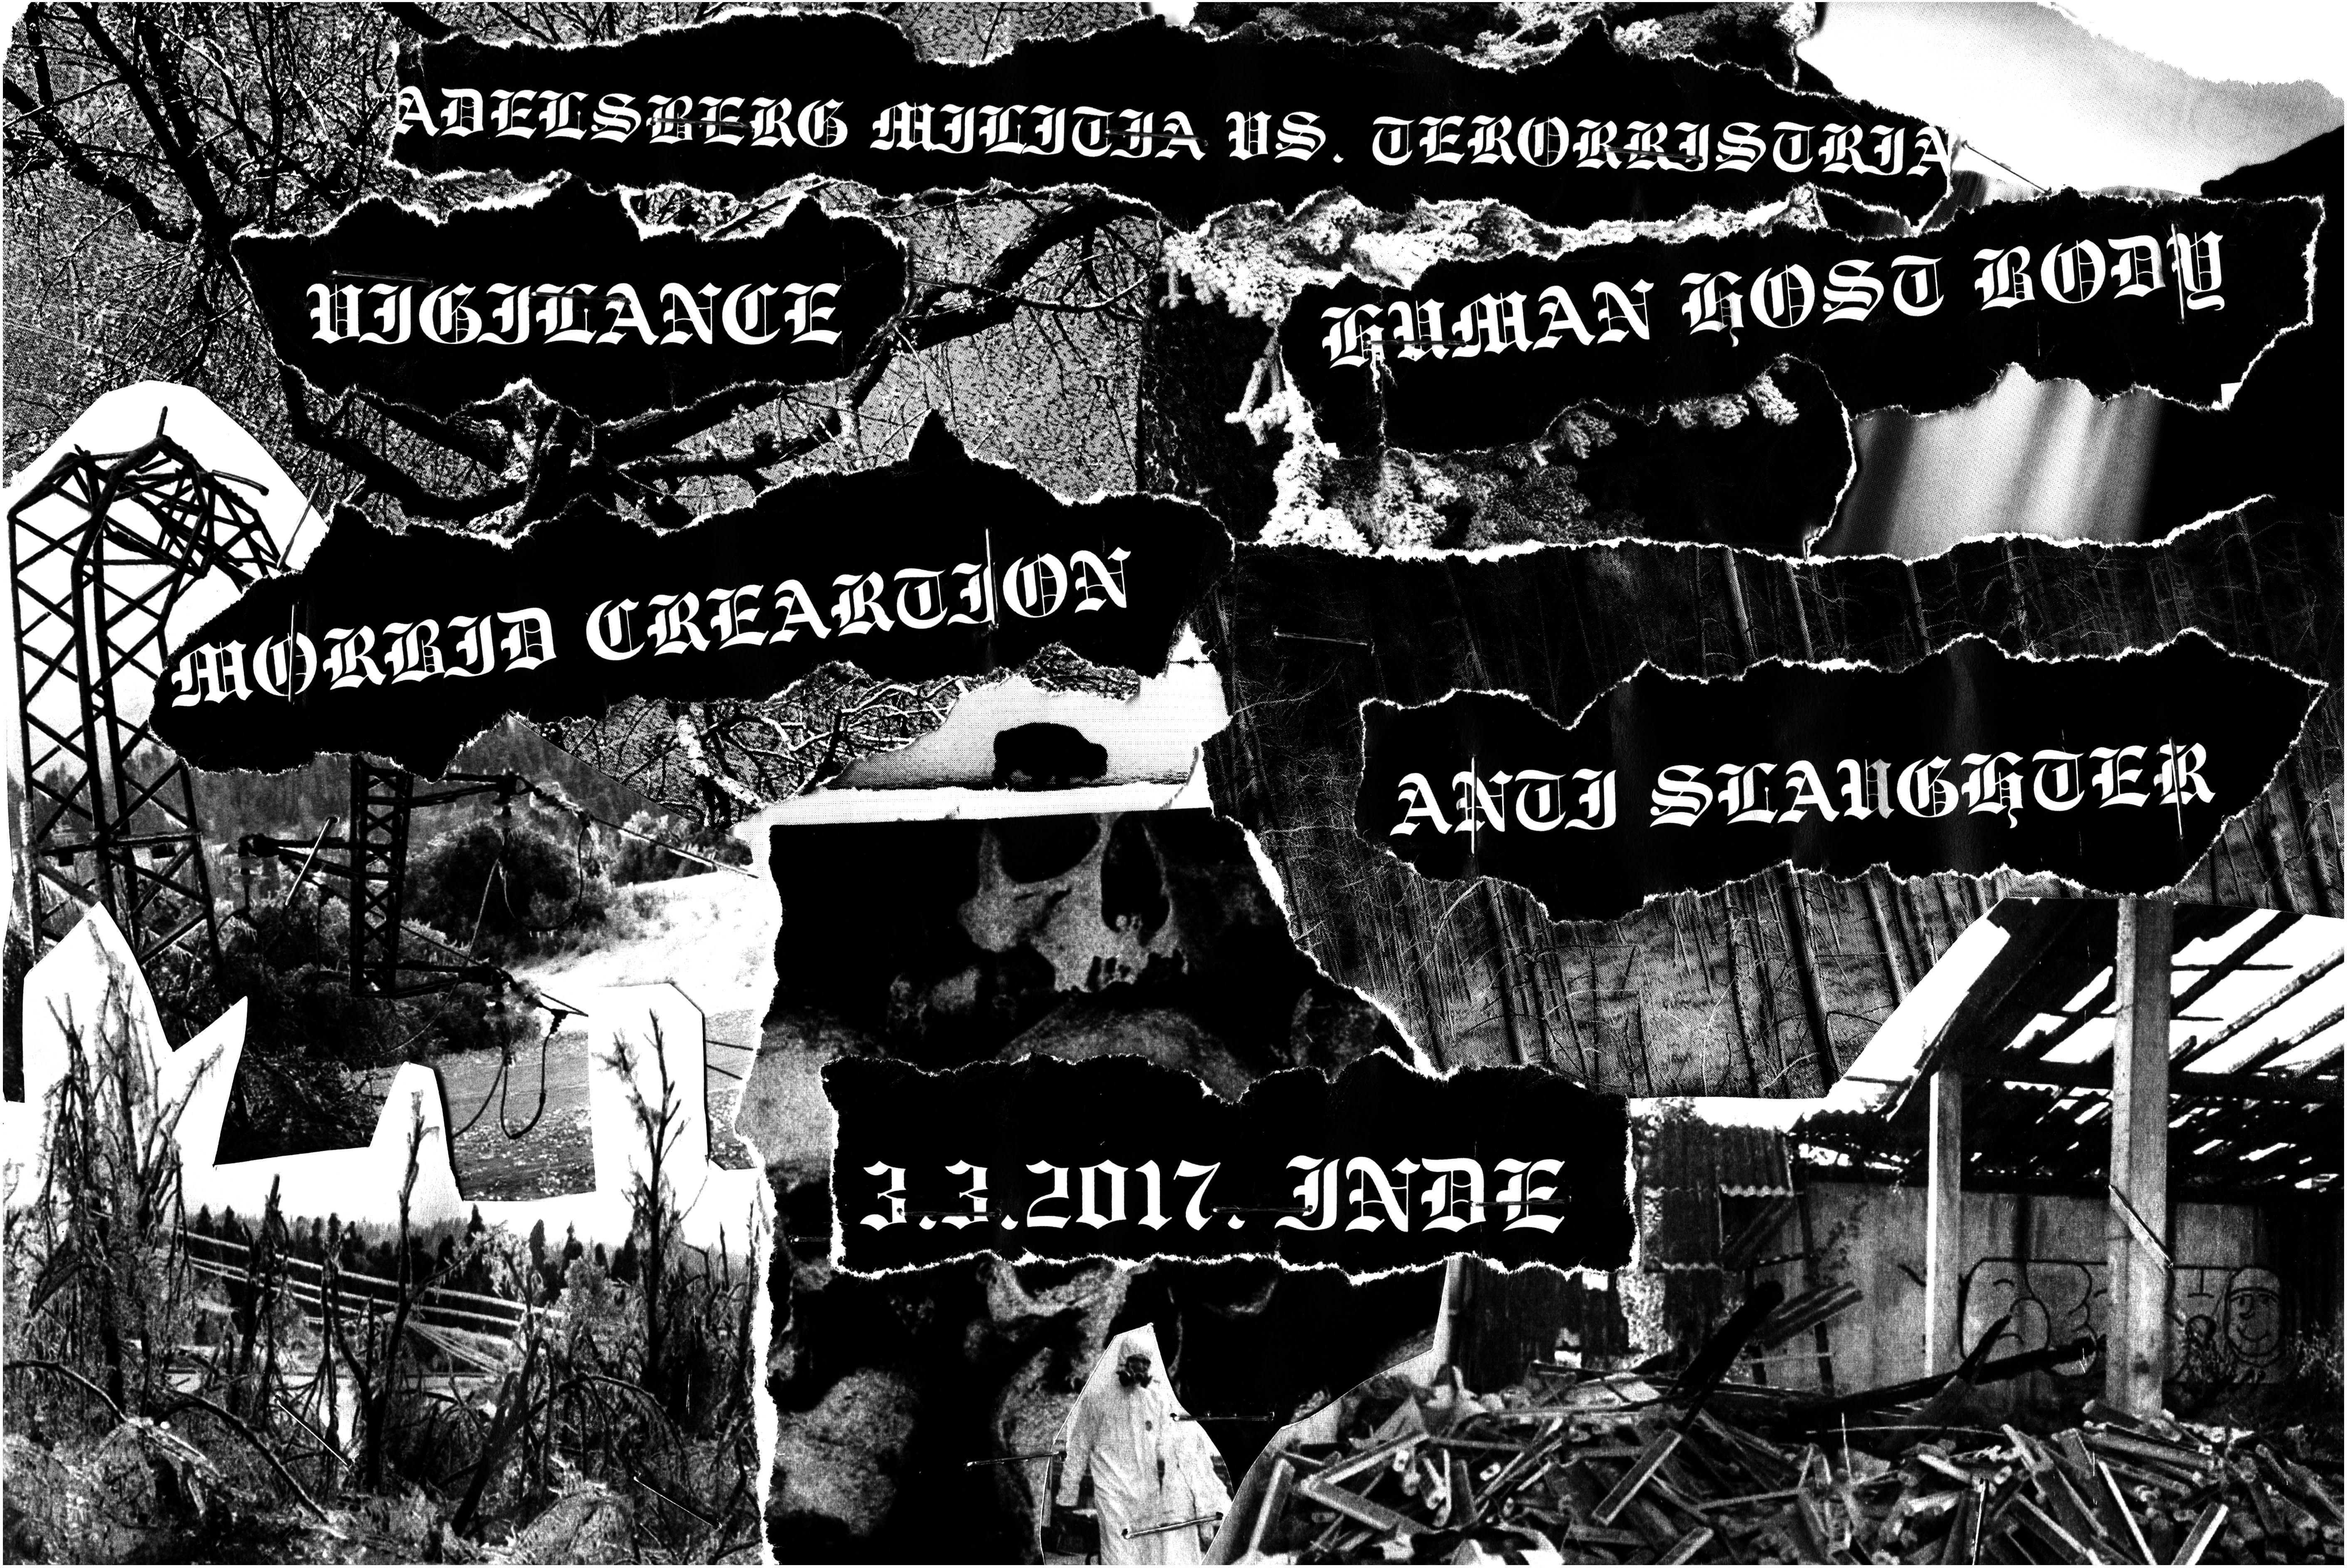 ADELSBERG MILITIA VS. TERORRISTRIA
VIGILANCE
HUMAN HOST BODY
MORBID CREARTION
ANTI SLAUGHTER
3.3.2017. INDE